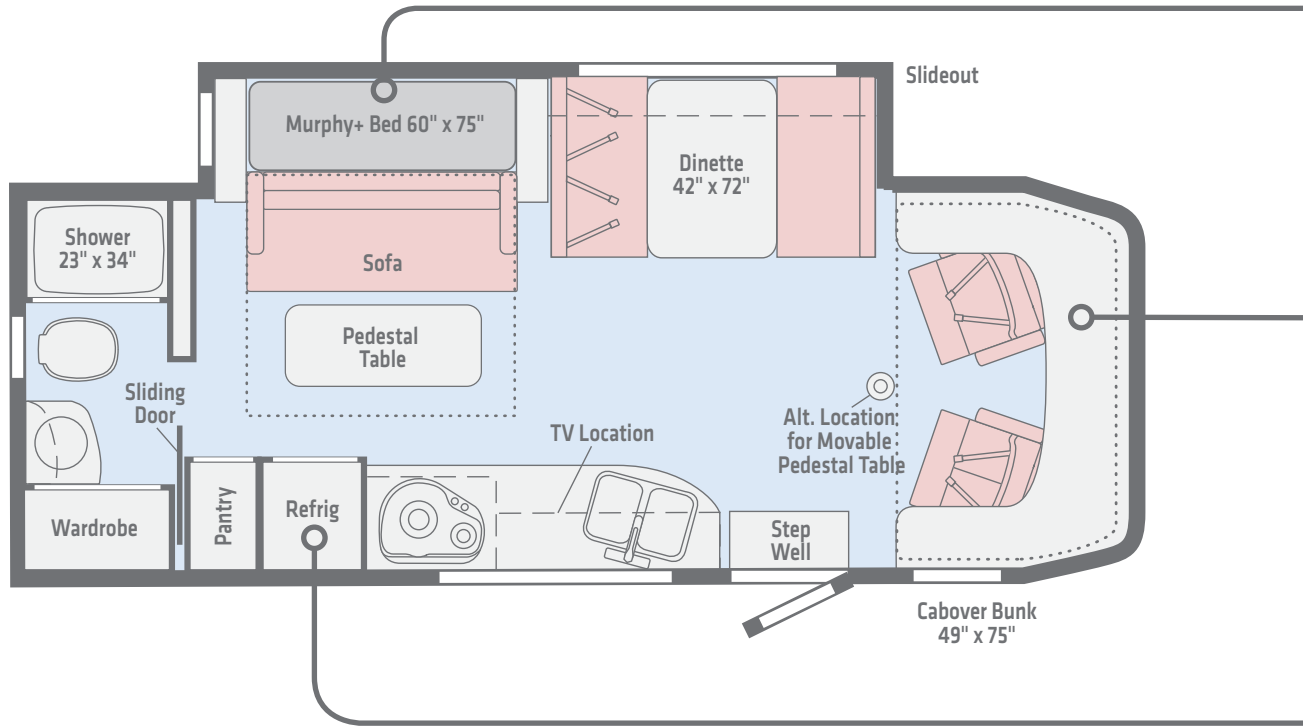 Slideout
Murphy+ Bed 60" x 75"
Dinette
42" x 72"
Shower
23" x 34"
Sofa
Pedestal
Table
Sliding
Door
TV Location
Alt. Location
for Movable
Pedestal Table
Wardrobe
Pantry
Refrig
Step
Well
Cabover Bunk
49" x 75"